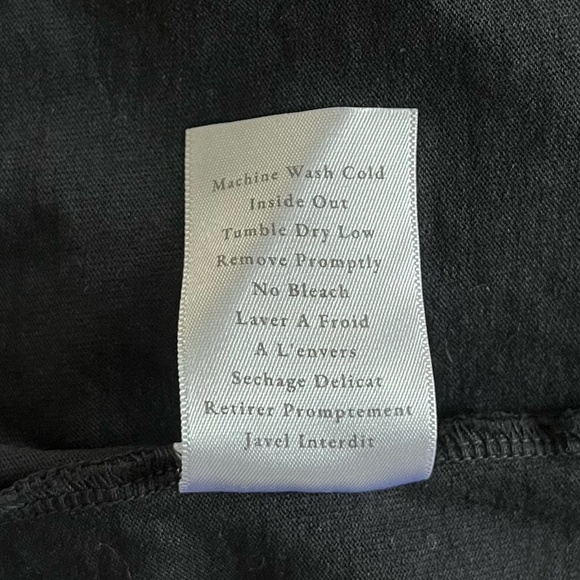 Machine Wash Cold
Inside Out
Tumble Dry Low
Remove Promptly
No Bleach
Laver A Froid
A L'envers
Sechage Delicat
Retirer Promptement
Javel Interdit